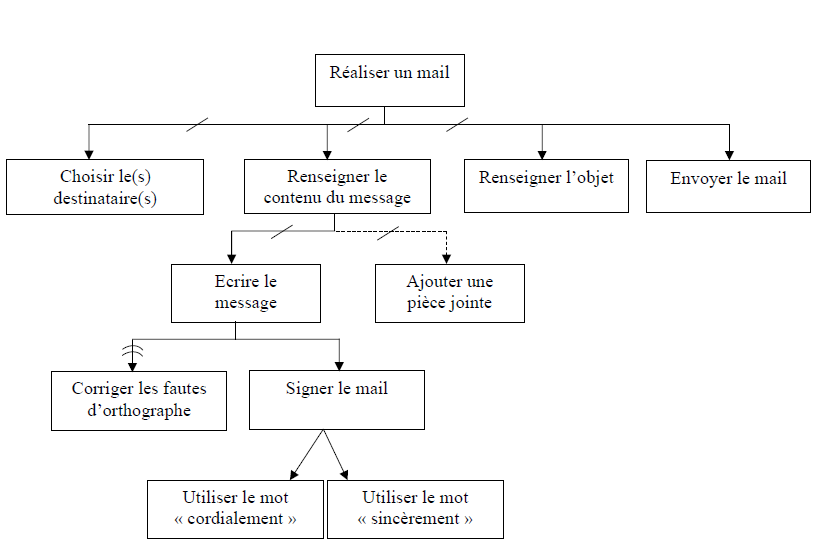 Réaliser un mail
Choisir le(s)
destinataire(s)
Renseigner le
contenu du message
Renseigner l’objet
Envoyer le mail
Ecrire le
message
Ajouter une
pièce jointe
Corriger les fautes
d’orthographe
Signer le mail
Utiliser le mot
« cordialement »
Utiliser le mot
« sincèrement »